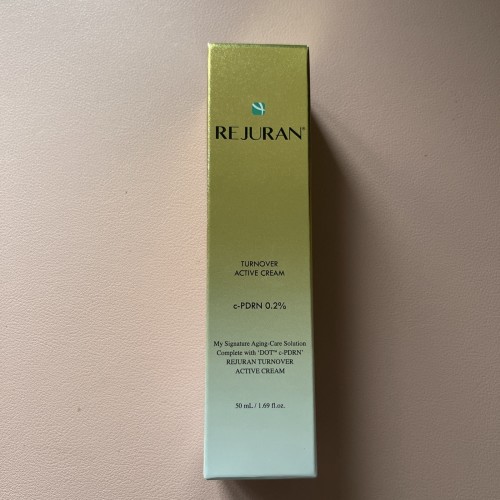 REJURAN®
TURNOVER
ACTIVE CREAM
c-PDRN 0.2%
My Signature Aging-Care Solution
Complete with 'DOT™ c-PDRN'
REJURAN TURNOVER
ACTIVE CREAM
50 mL / 1.69 fl.oz.